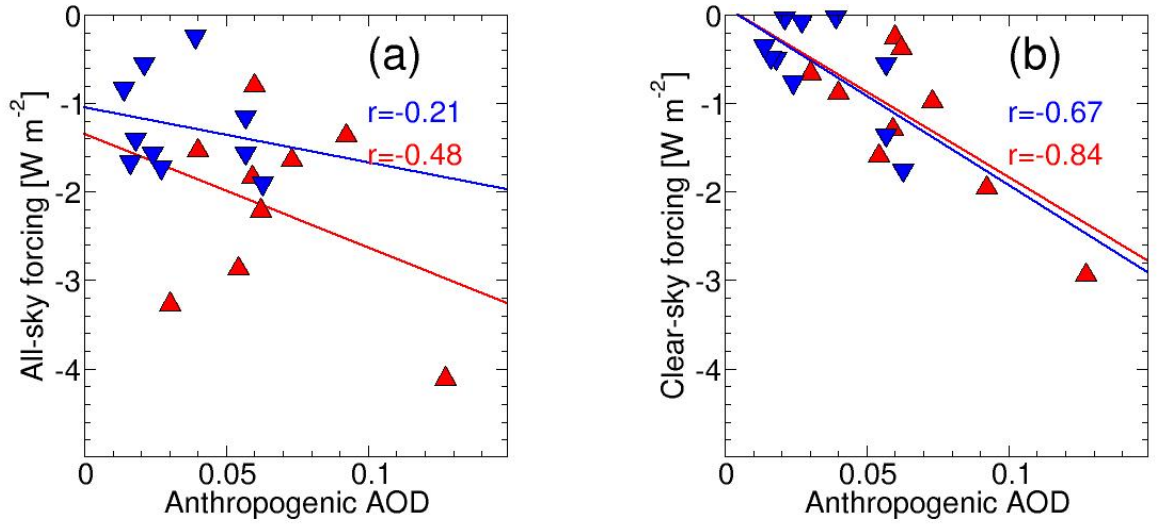 (a)
r=-0.21
r=-0.48
0
-1
-2
-3
-4
All-sky forcing [W m-2]
0 0.05 0.1
Anthropogenic AOD
(b)
r=-0.67
r=-0.84
0
-1
-2
-3
-4
Clear-sky forcing [W m-2]
0 0.05 0.1
Anthropogenic AOD